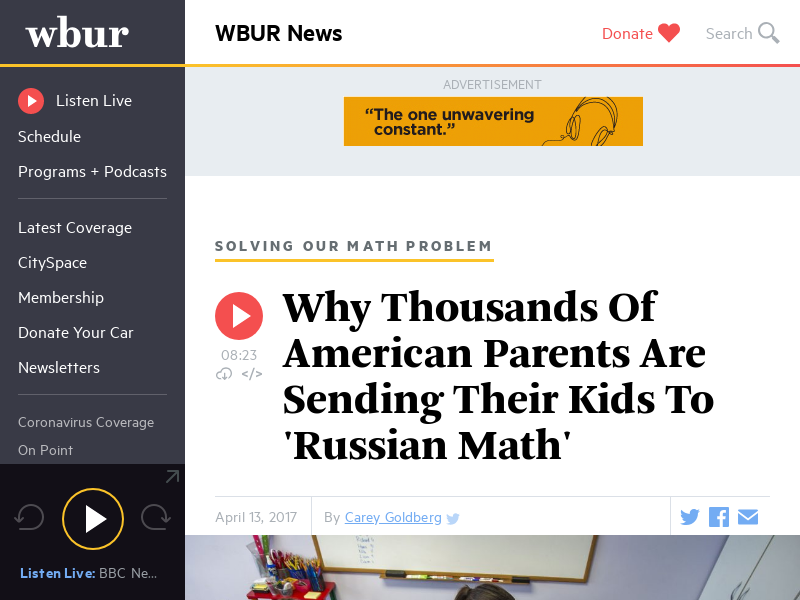 wbur
WBUR News
Donate
Search
Listen Live
Schedule
Programs + Podcasts
Latest Coverage
CitySpace
Membership
Donate Your Car
Newsletters
Coronavirus Coverage
On Point
Listen Live: BBC Ne...
ADVERTISEMENT
“The one unwavering
constant.”
SOLVING OUR MATH PROBLEM
08:23
</>
Why Thousands Of
American Parents Are
Sending Their Kids To
'Russian Math'
April 13, 2017
By Carey Goldberg